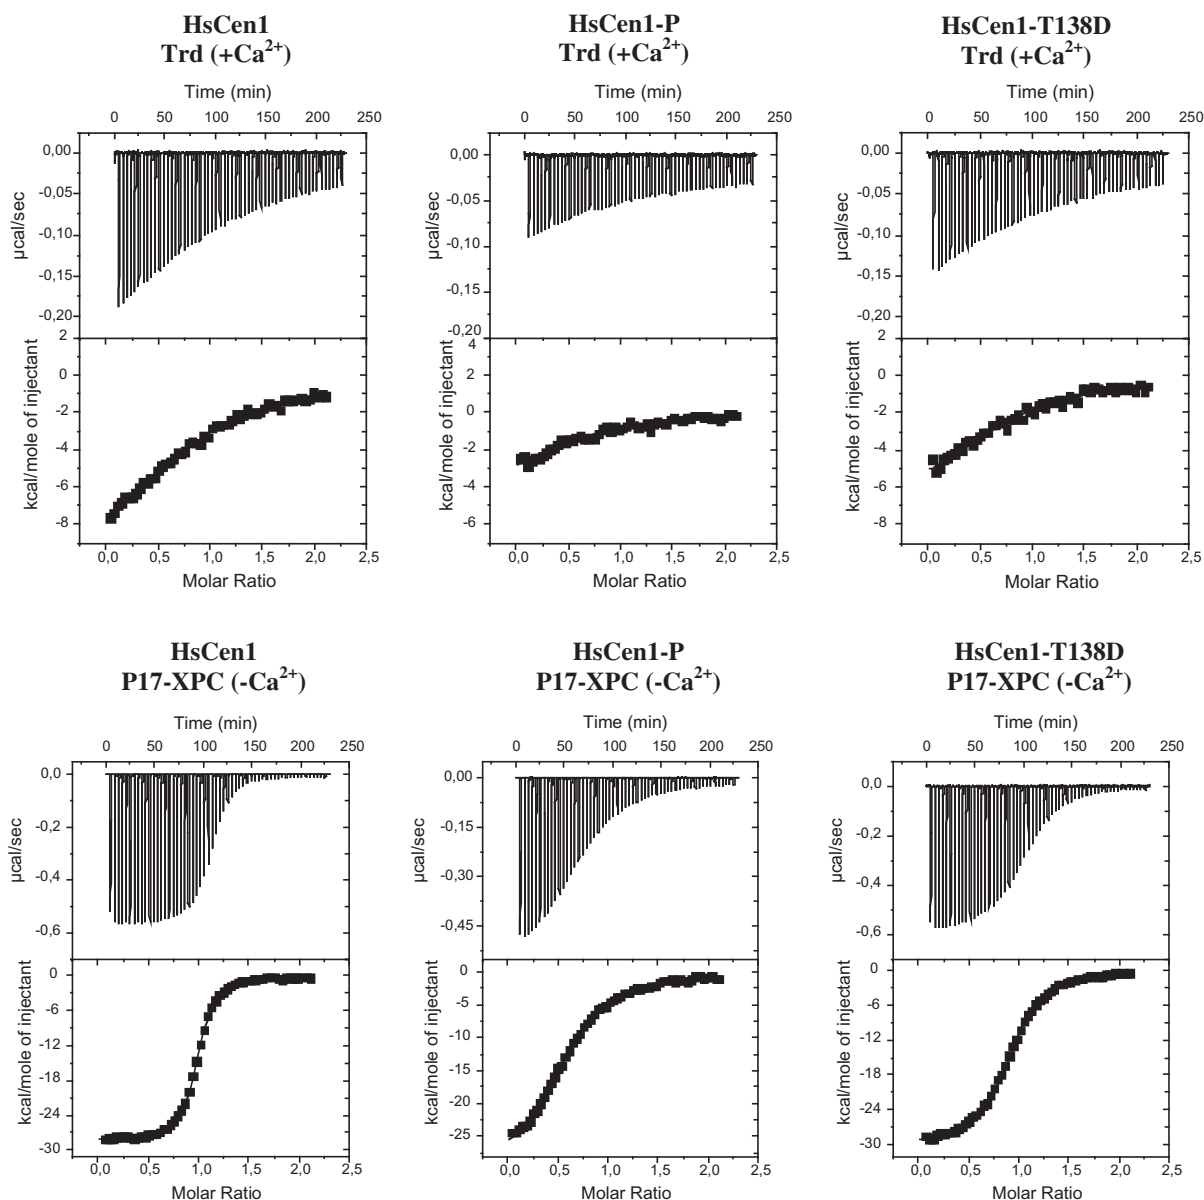 HsCen1
Trd (+Ca2+)
Time (min)
0 50 100 150 200 250
0,00
-0,05
-0,10
-0,15
-0,20
µcal/sec
2
0
-2
-4
-6
-8
kcal/mole of injectant
0,0 0,5 1,0 1,5 2,0 2,5
Molar Ratio
HsCen1-P
Trd (+Ca2+)
Time (min)
0 50 100 150 200 250
0,00
-0,05
-0,10
-0,15
-0,20
µcal/sec
4
2
0
-2
-4
-6
kcal/mole of injectant
0,0 0,5 1,0 1,5 2,0 2,5
Molar Ratio
HsCen1-T138D
Trd (+Ca2+)
Time (min)
0 50 100 150 200 250
0,00
-0,05
-0,10
-0,15
-0,20
µcal/sec
2
0
-2
-4
-6
-8
kcal/mole of injectant
0,0 0,5 1,0 1,5 2,0 2,5
Molar Ratio
HsCen1
P17-XPC (-Ca2+)
Time (min)
0 50 100 150 200 250
0,0
-0,2
-0,4
-0,6
µcal/sec
0
-6
-12
-18
-24
-30
kcal/mole of injectant
0,0 0,5 1,0 1,5 2,0 2,5
Molar Ratio
HsCen1-P
P17-XPC (-Ca2+)
Time (min)
0 50 100 150 200 250
0,00
-0,15
-0,30
-0,45
µcal/sec
0
-5
-10
-15
-20
-25
kcal/mole of injectant
0,0 0,5 1,0 1,5 2,0 2,5
Molar Ratio
HsCen1-T138D
P17-XPC (-Ca2+)
Time (min)
0 50 100 150 200 250
0,0
-0,2
-0,4
-0,6
µcal/sec
0
-6
-12
-18
-24
-30
kcal/mole of injectant
0,0 0,5 1,0 1,5 2,0 2,5
Molar Ratio